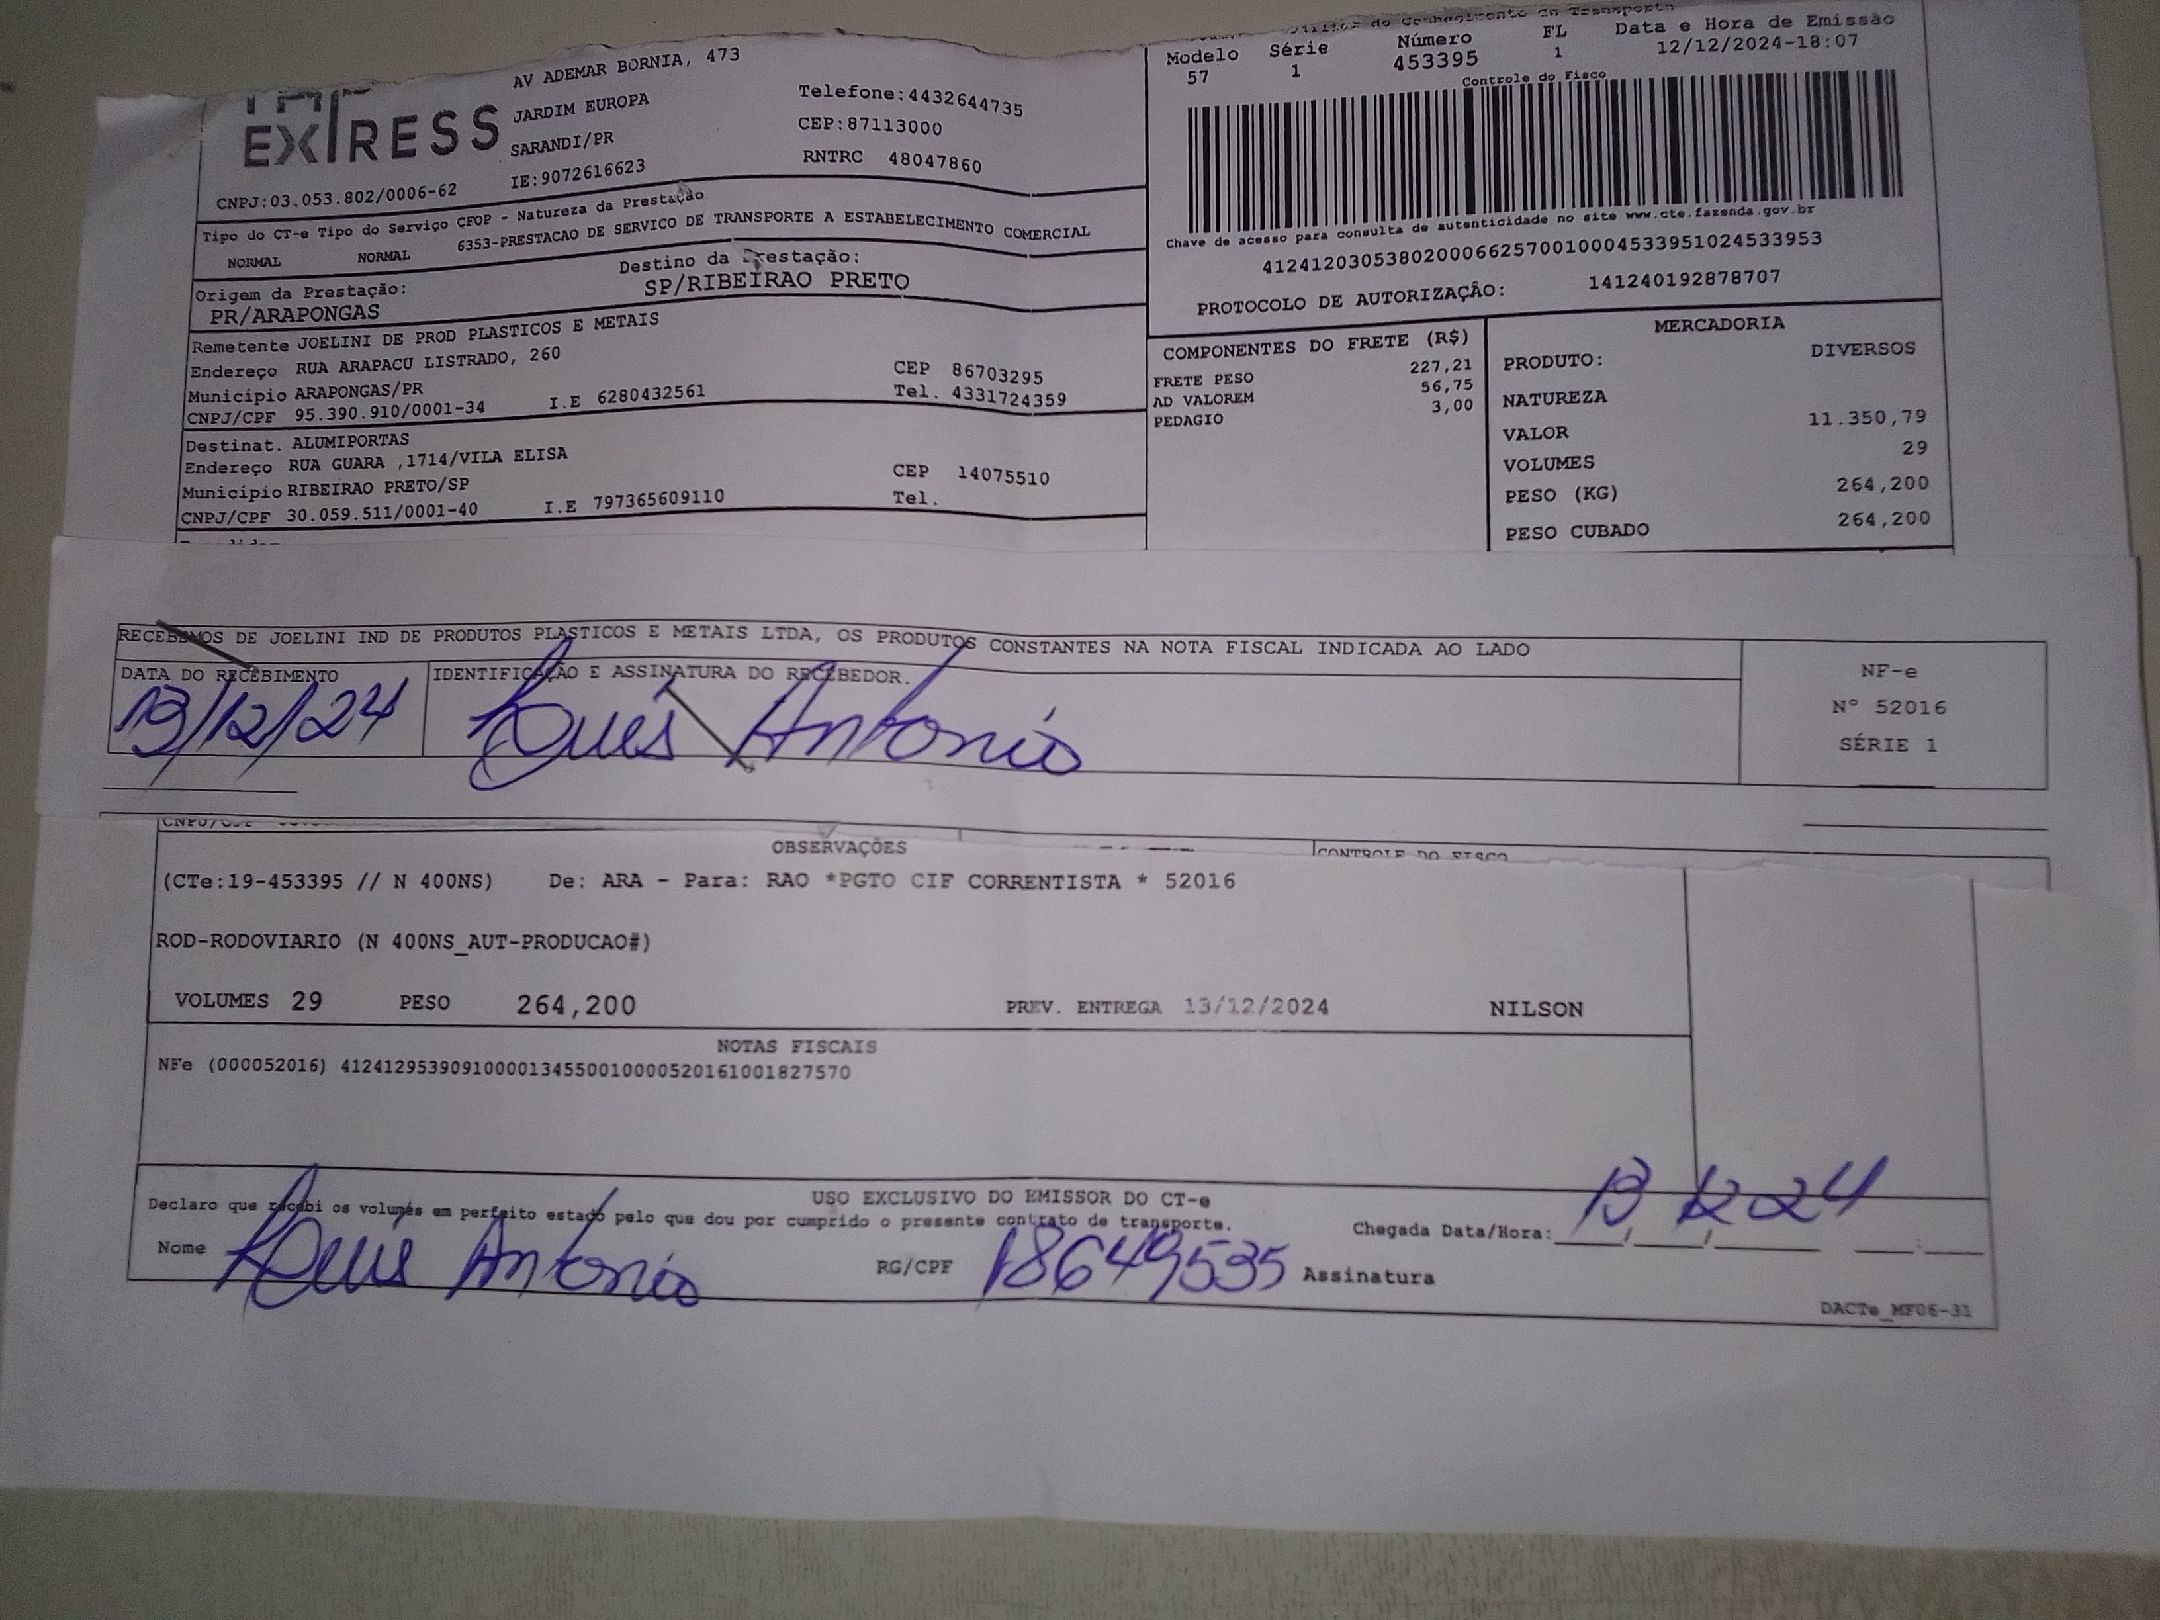 AV ADEMAR BORNIA, 473
JARDIM EUROPA
SARANDI/PR
IE:9072616623
EXPRESS
CNPJ:03.053.802/0006-62
Telefone:4432644735
CEP:87113000
RNTRC 48047860
Tipo do CT-e Tipo do Serviço CFOP - Natureza da Prestação
NORMAL NORMAL 6353-PRESTACAO DE SERVICO DE TRANSPORTE A ESTABELECIMENTO COMERCIAL
Origem da Prestação: Destino da Prestação:
PR/ARAPONGAS SP/RIBEIRAO PRETO
Remetente JOELINI DE PROD PLASTICOS E METAIS
Endereço RUA ARAPACU LISTRADO, 260 CEP 86703295
Município ARAPONGAS/PR Tel. 4331724359
CNPJ/CPF 95.390.910/0001-34 I.E 6280432561
Destinat. ALUMIPORTAS
Endereço RUA GUARA ,1714/VILA ELISA CEP 14075510
Município RIBEIRAO PRETO/SP Tel.
CNPJ/CPF 30.059.511/0001-40 I.E 797365609110
do Conhecimento de Transporte
Modelo Série Número FL Data e Hora de Emissão
57 1 453395 1 12/12/2024-18:07
Controle do Fisco
Chave de acesso para consulta de autenticidade no site www.cte.fazenda.gov.br
41241203053802000662570010004533951024533953
PROTOCOLO DE AUTORIZAÇÃO: 141240192878707
COMPONENTES DO FRETE (R$)
FRETE PESO 227,21
AD VALOREM 56,75
PEDAGIO 3,00
MERCADORIA
PRODUTO: DIVERSOS
NATUREZA
VALOR 11.350,79
VOLUMES 29
PESO (KG) 264,200
PESO CUBADO 264,200
RECEBEMOS DE JOELINI IND DE PRODUTOS PLASTICOS E METAIS LTDA, OS PRODUTOS CONSTANTES NA NOTA FISCAL INDICADA AO LADO
DATA DO RECEBIMENTO IDENTIFICAÇÃO E ASSINATURA DO RECEBEDOR.
13/12/24 Luis Antonio
NF-e
Nº 52016
SÉRIE 1
OBSERVAÇÕES
CONTROLE DO FISCO
(CTe:19-453395 // N 400NS) De: ARA - Para: RAO *PGTO CIF CORRENTISTA * 52016
ROD-RODOVIARIO (N 400NS_AUT-PRODUCAO#)
VOLUMES 29 PESO 264,200 PREV. ENTREGA 13/12/2024 NILSON
NOTAS FISCAIS
NFe (000052016) 41241295390910000134550010000520161001827570
USO EXCLUSIVO DO EMISSOR DO CT-e
Declaro que recebi os volumes em perfeito estado pelo que dou por cumprido o presente contrato de transporte.
Chegada Data/Hora: 13 12 24
Nome Luis Antonio RG/CPF 18649535 Assinatura
DACTe_MF06-31